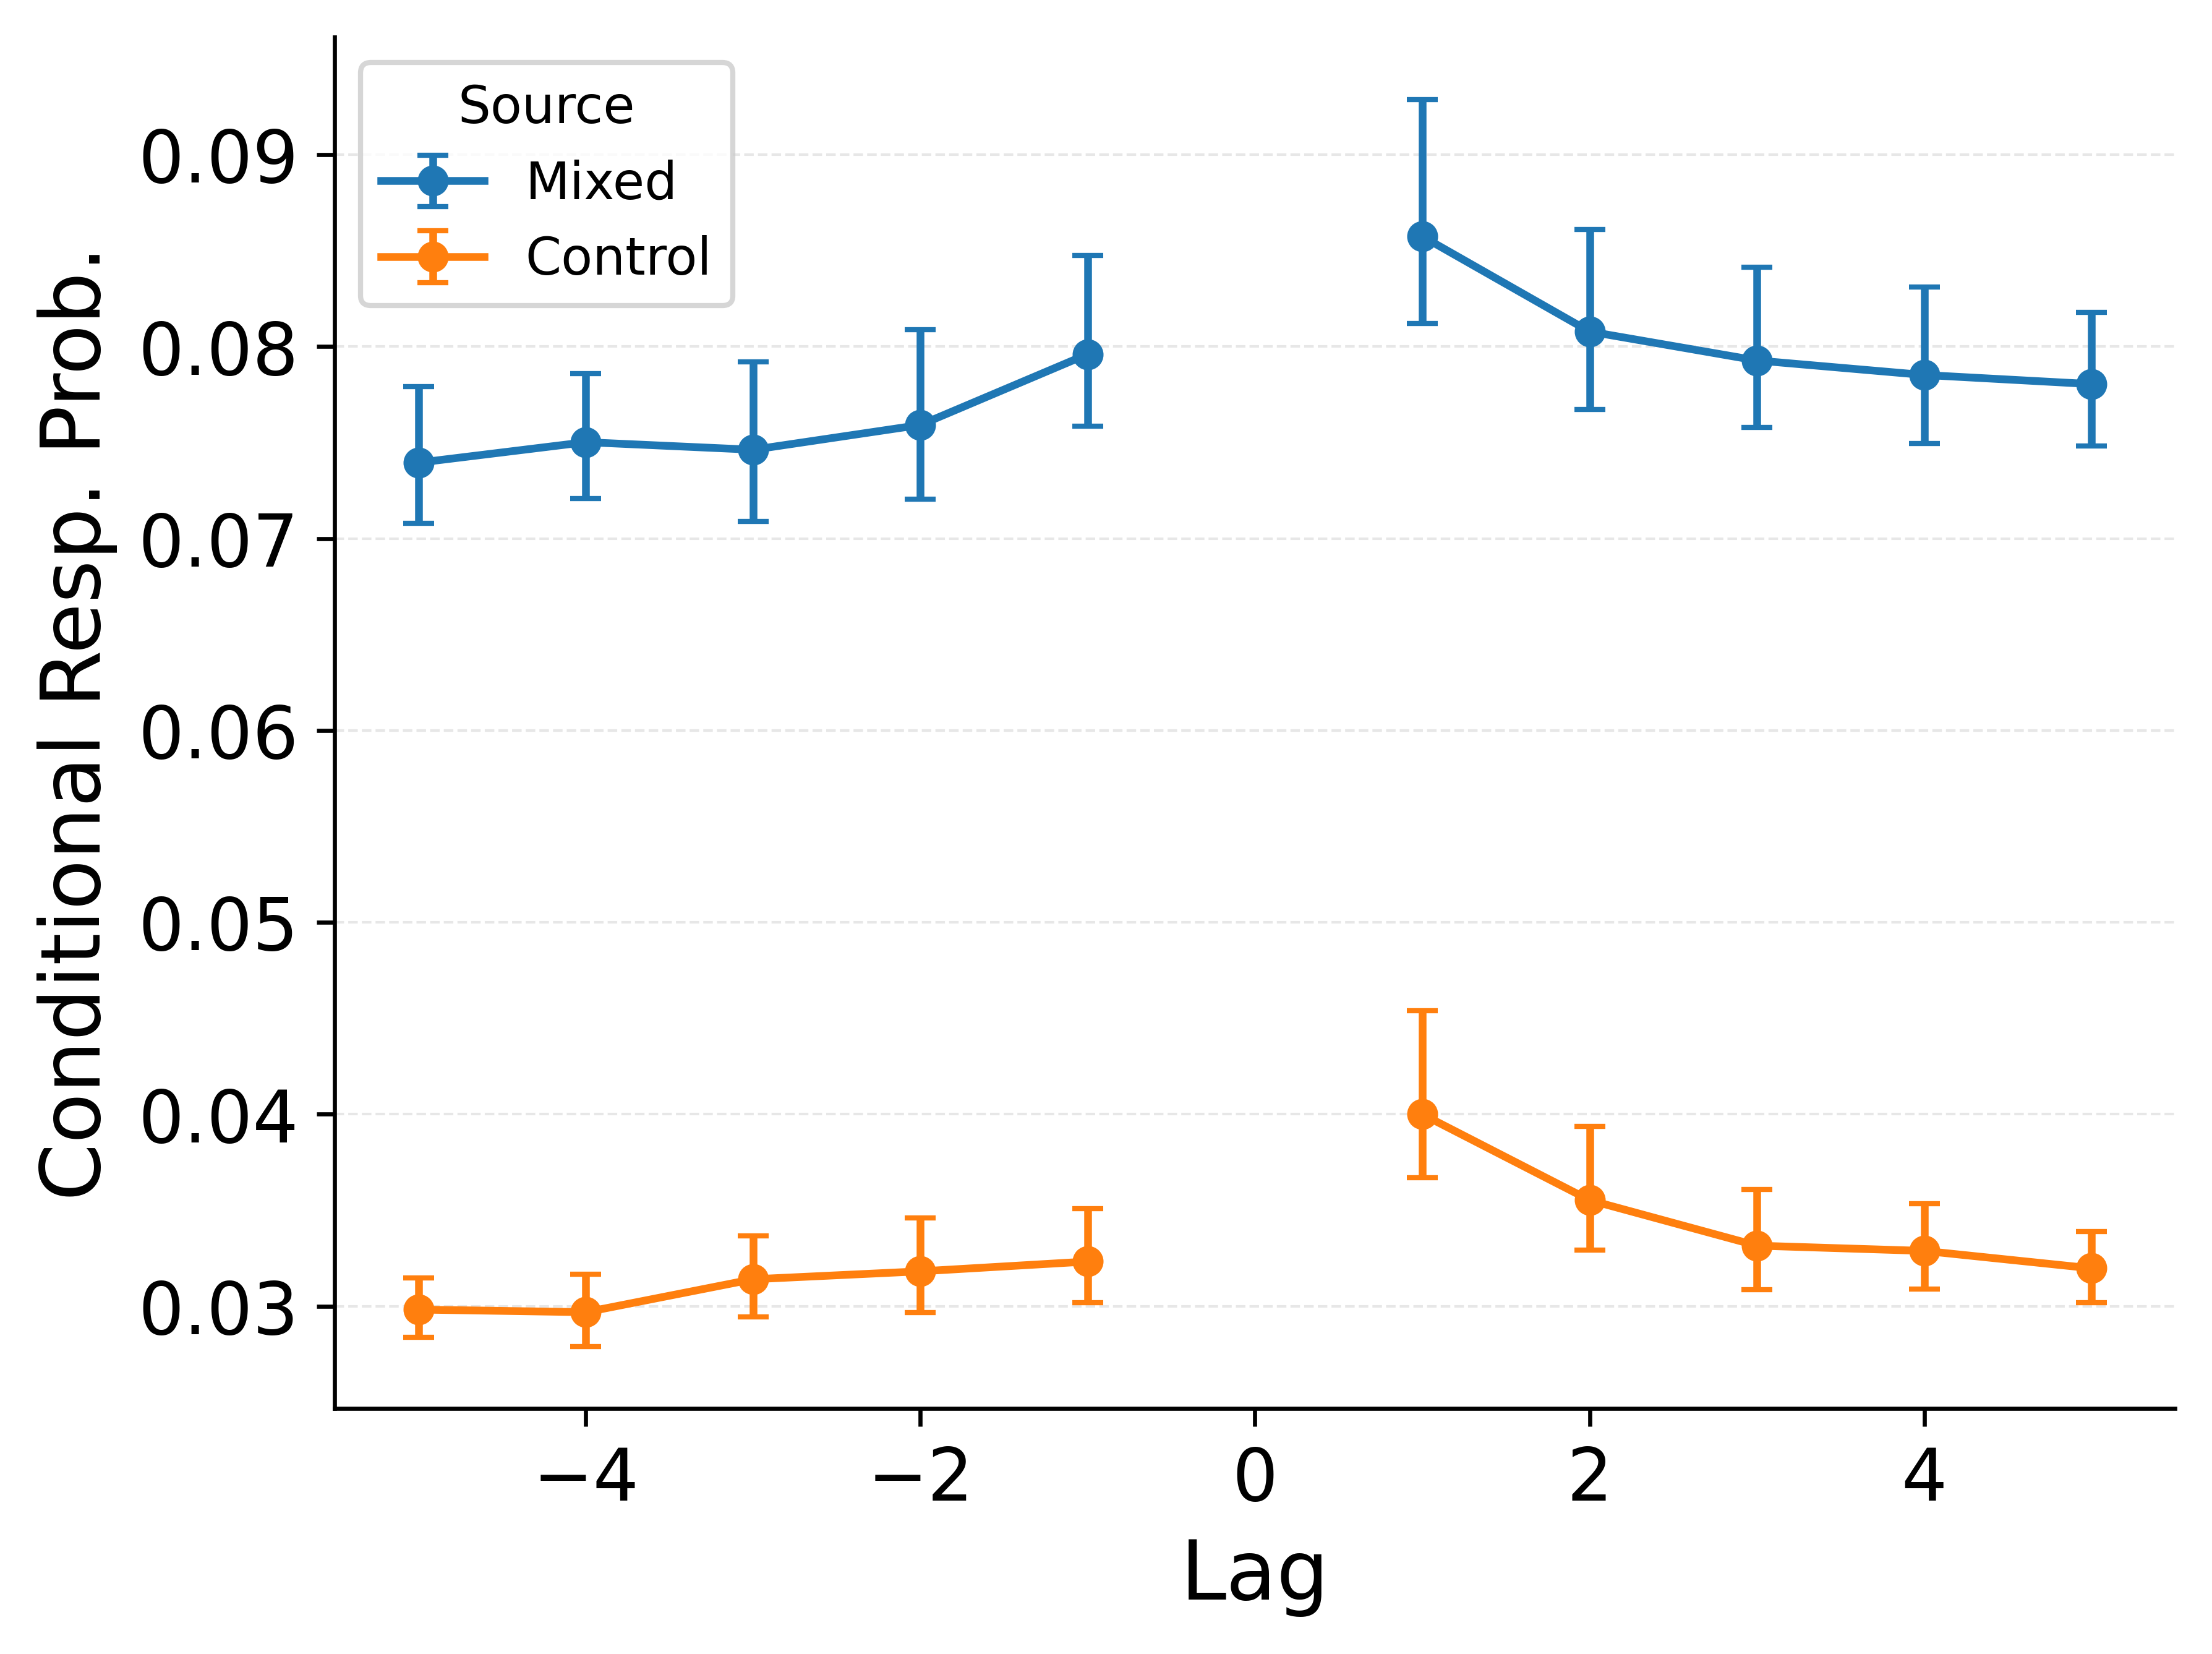 Source
Mixed
Control
0.09
0.08
0.07
0.06
0.05
0.04
0.03
Conditional Resp. Prob.
−4 −2 0 2 4
Lag